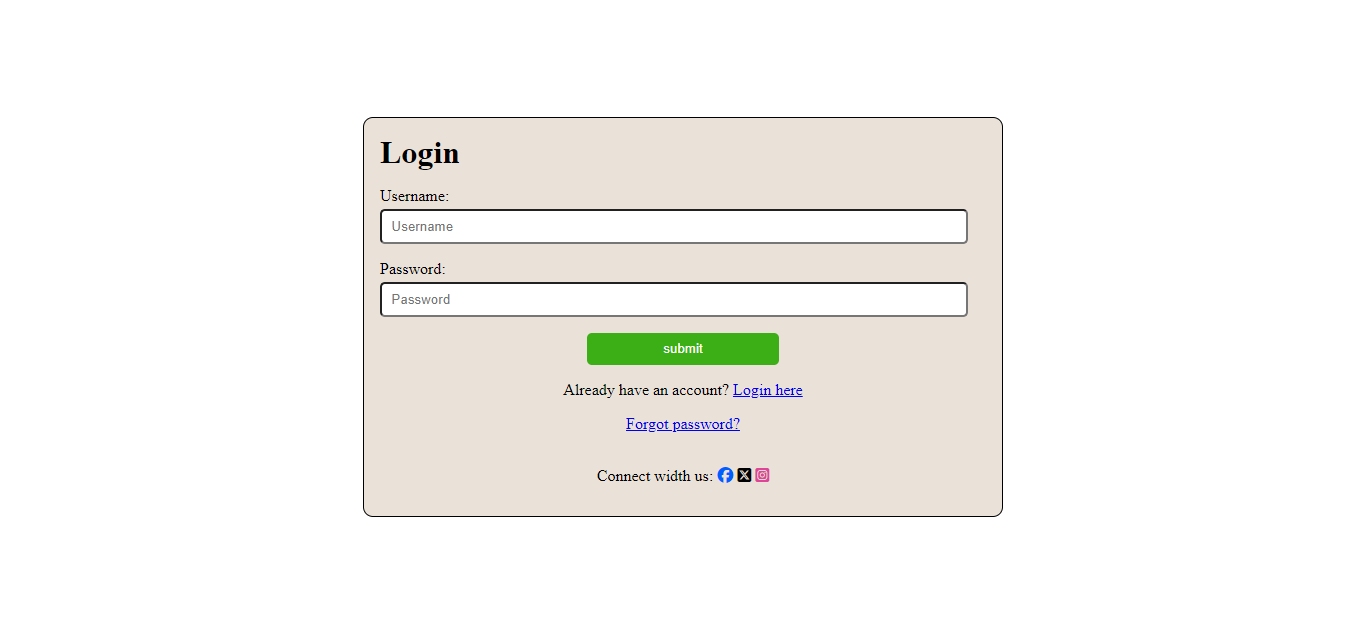 Login
Username:
Username
Password:
Password
submit
Already have an account? Login here
Forgot password?
Connect width us: